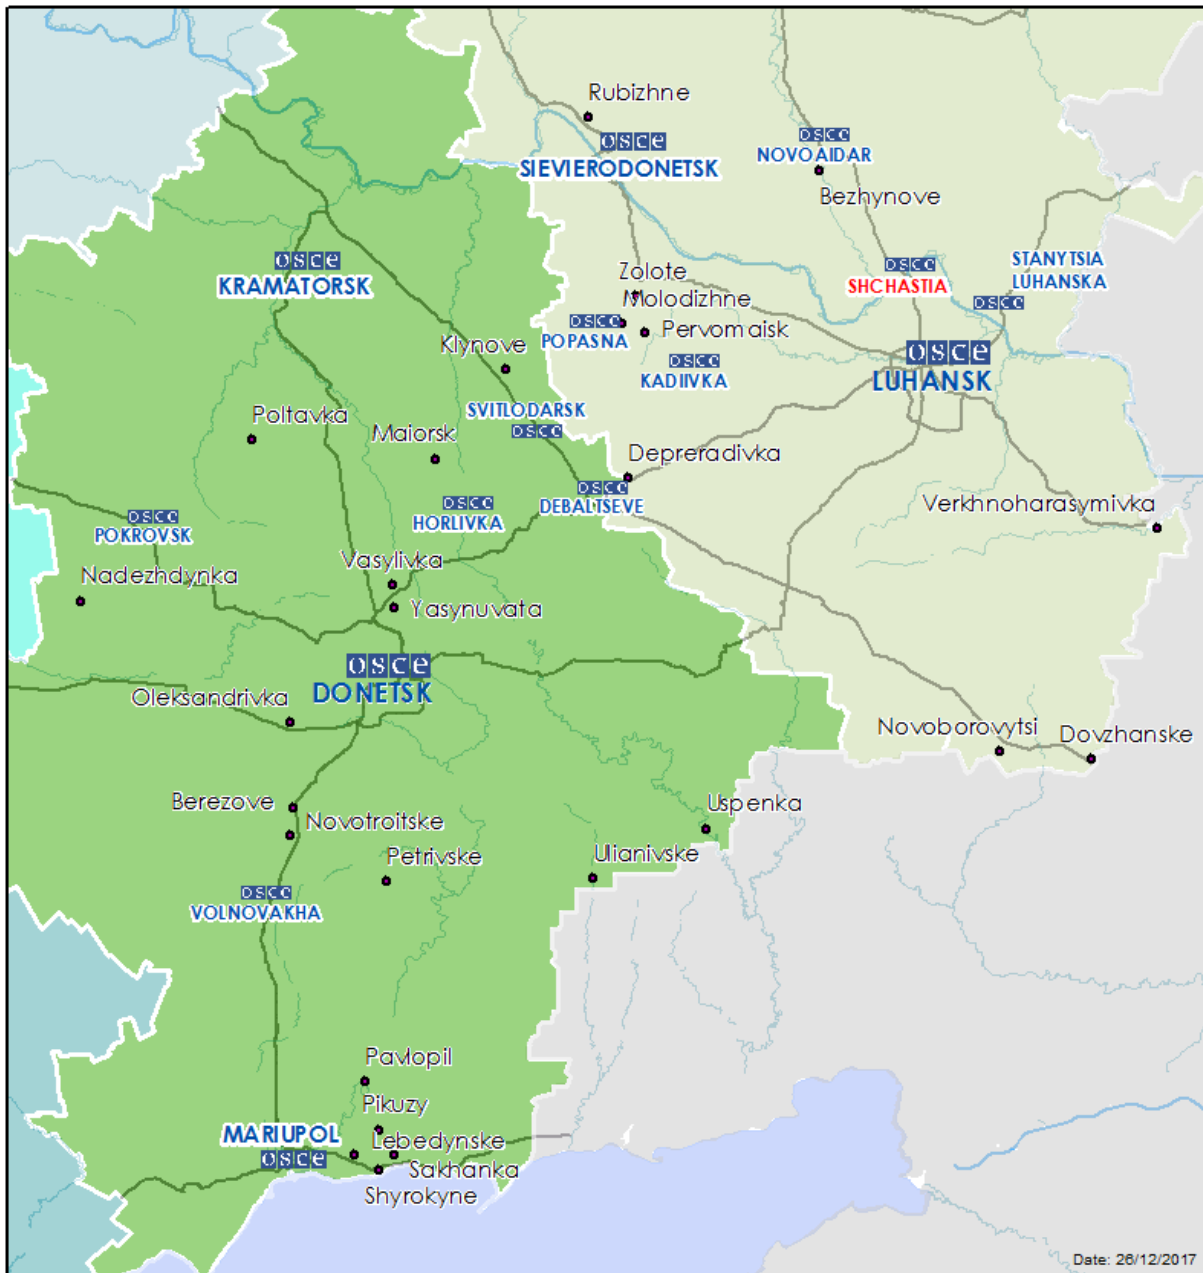 Rubizhne
OSCE
SIEVIERODONETSK
OSCE
NOVOAIDAR
Bezhynove
OSCE
KRAMATORSK
Zolote
Molodizhne
OSCE
POPASNA
Pervomaisk
OSCE
SHCHASTIA
STANYTSIA
LUHANSKA
OSCE
Klynove
OSCE
KADIIVKA
OSCE
LUHANSK
Poltavka
Maiorsk
SVITLODARSK
OSCE
Depreradivka
OSCE
DEBALTSEVE
OSCE
HORLIVKA
OSCE
POKROVSK
Verkhnoharasymivka
Nadezhdynka
Vasylivka
Yasynuvata
OSCE
DONETSK
Oleksandrivka
Novoborovytsi
Dovzhanske
Berezove
Novotroitske
Petrivske
Uspenka
Ulianivske
OSCE
VOLNOVAKHA
Pavlopil
Pikuzy
MARIUPOL
OSCE
Lebedynske
Sakhanka
Shyrokyne
Date: 26/12/2017